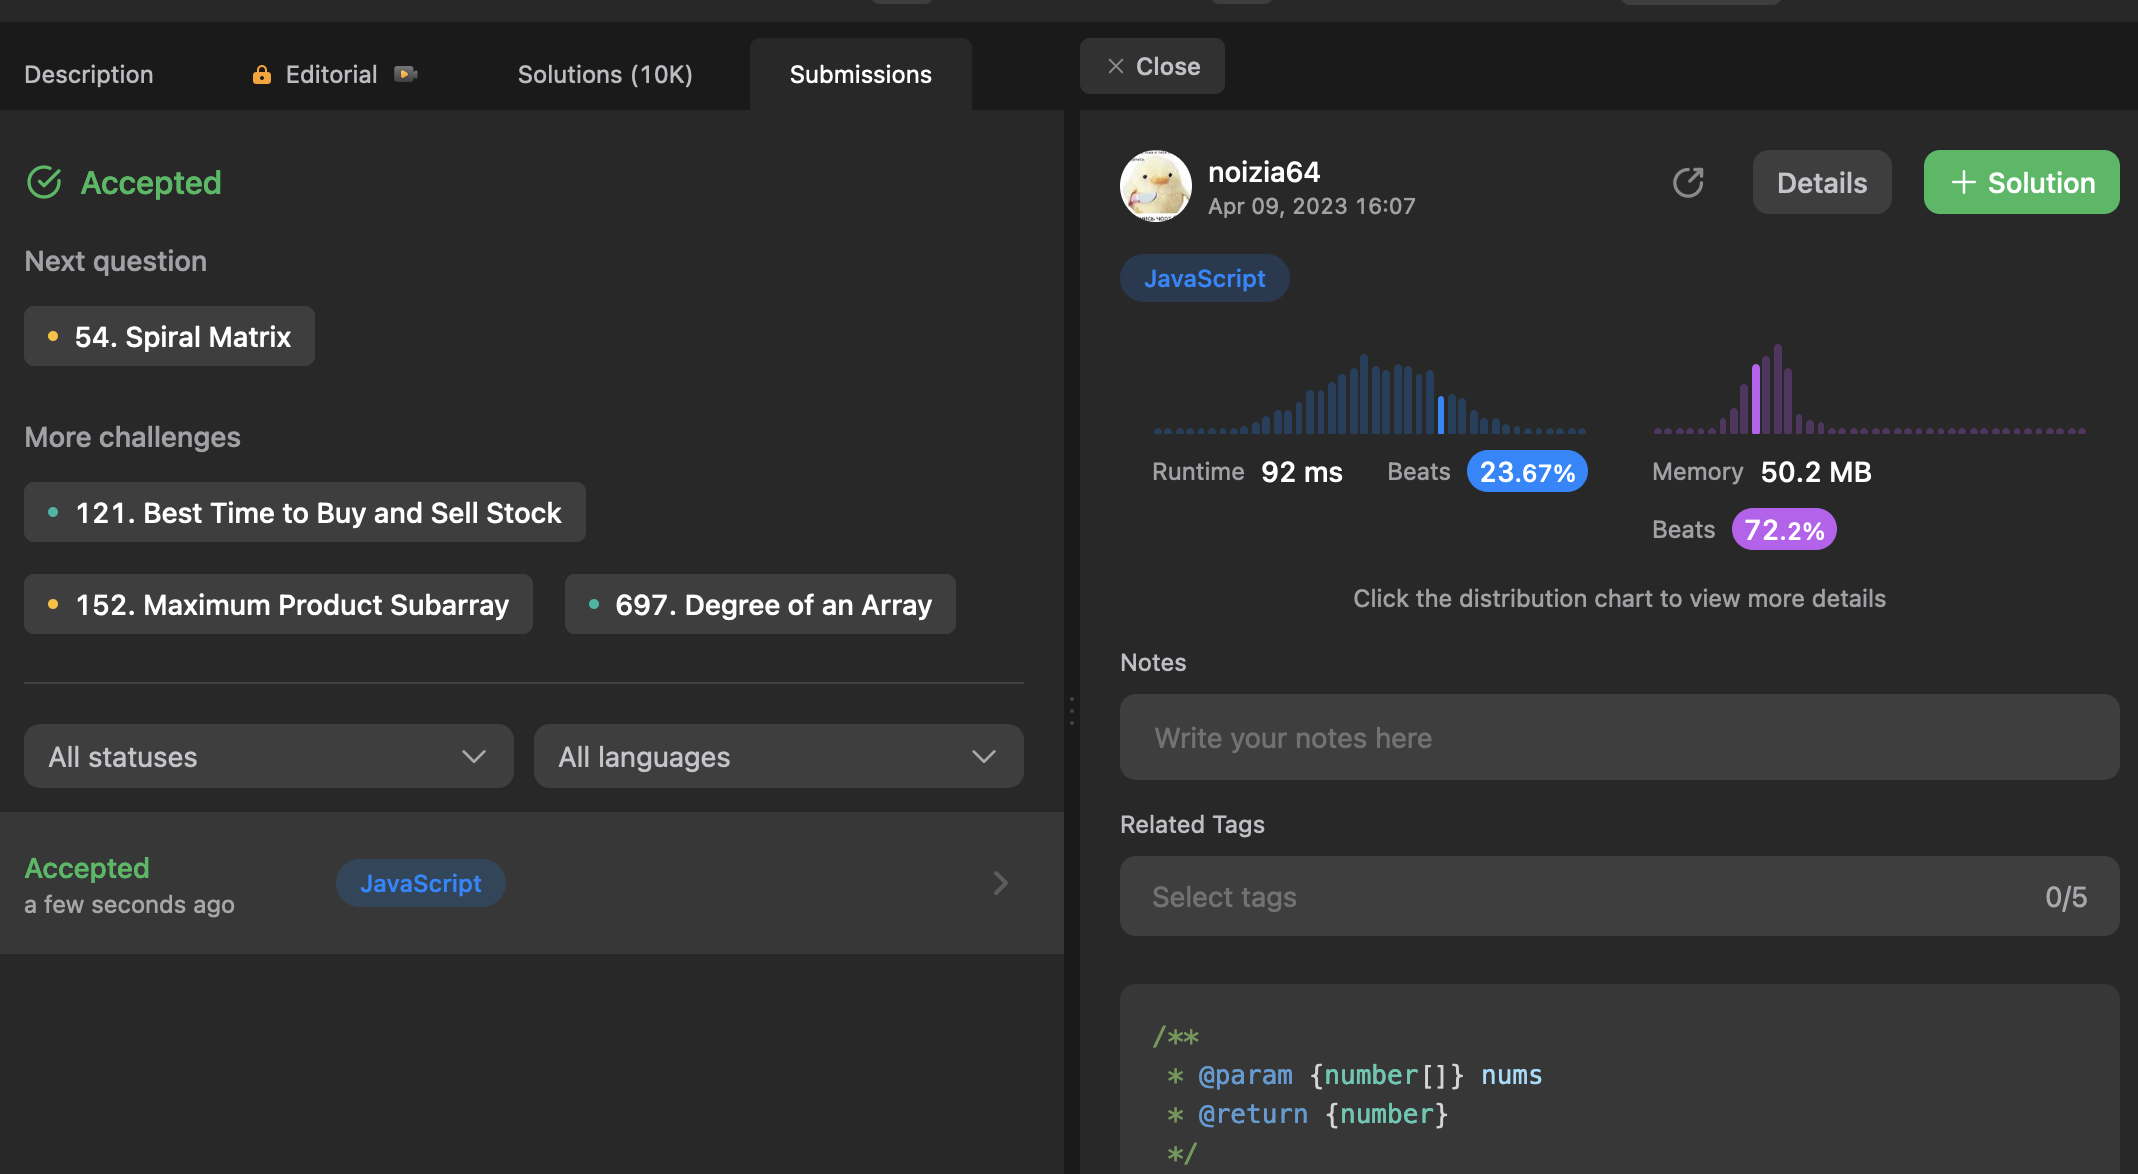 Description
Editorial
Solutions (10K)
Submissions
Close
Accepted
Next question
54. Spiral Matrix
More challenges
121. Best Time to Buy and Sell Stock
152. Maximum Product Subarray
697. Degree of an Array
All statuses
All languages
Accepted
a few seconds ago
JavaScript
noizia64
Apr 09, 2023 16:07
Details
+ Solution
JavaScript
Runtime 92 ms Beats 23.67%
Memory 50.2 MB
Beats 72.2%
Click the distribution chart to view more details
Notes
Write your notes here
Related Tags
Select tags 0/5
/**
 * @param {number[]} nums
 * @return {number}
 */